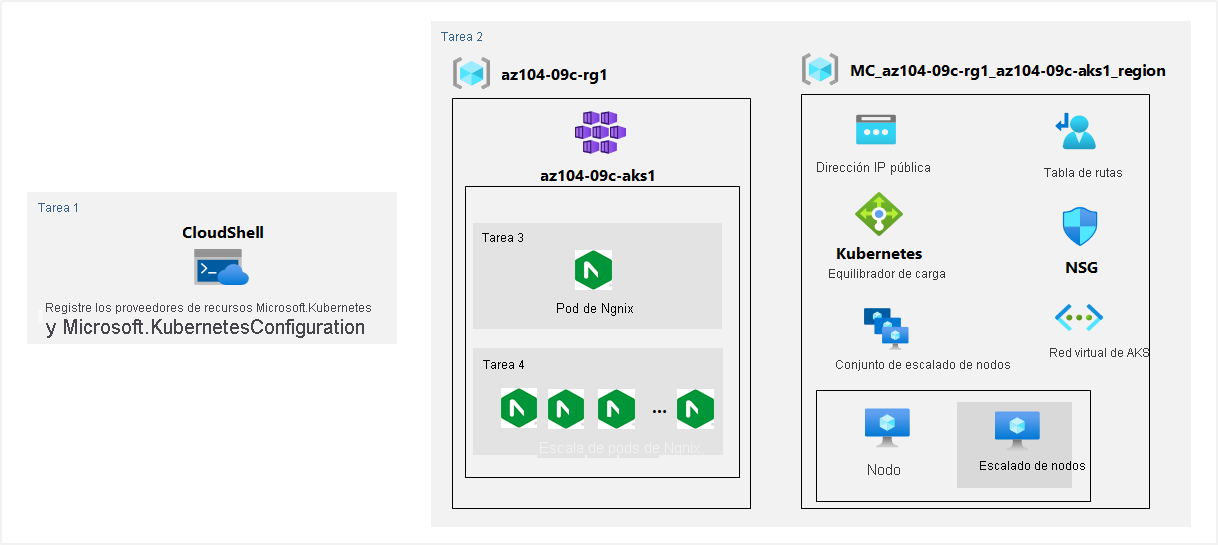 Tarea 1
CloudShell
Registre los proveedores de recursos Microsoft.Kubernetes
y Microsoft.KubernetesConfiguration
Tarea 2
az104-09c-rg1
az104-09c-aks1
Tarea 3
Pod de Ngnix
Tarea 4
...
Escala de pods de Ngnix
MC_az104-09c-rg1_az104-09c-aks1_region
Dirección IP pública
Tabla de rutas
Kubernetes
Equilibrador de carga
NSG
Conjunto de escalado de nodos
Red virtual de AKS
Nodo
Escalado de nodos